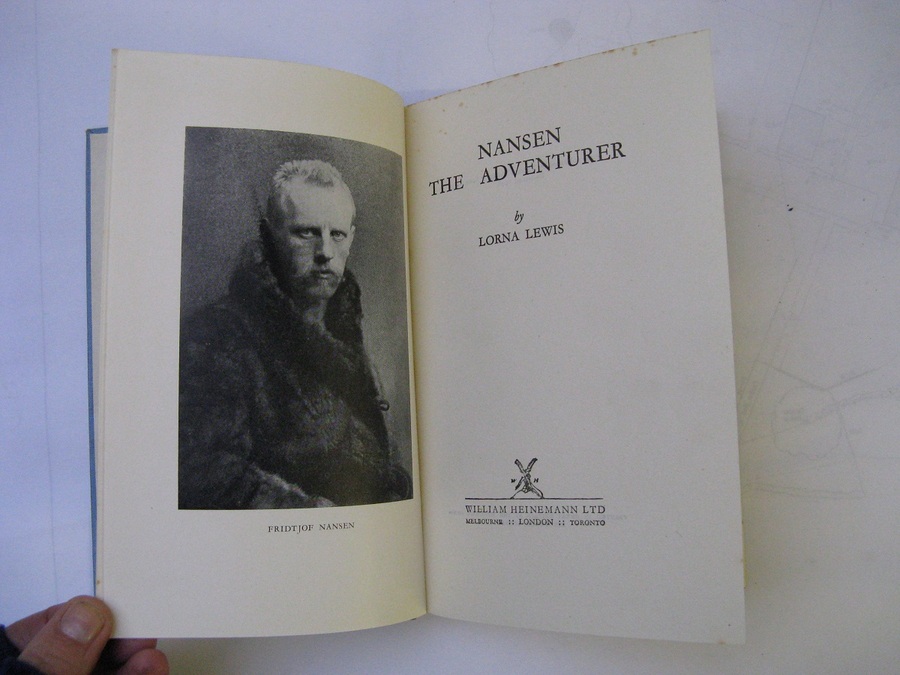 FRIDTJOF NANSEN
NANSEN
THE ADVENTURER
by
LORNA LEWIS
W H
WILLIAM HEINEMANN LTD
MELBOURNE :: LONDON :: TORONTO